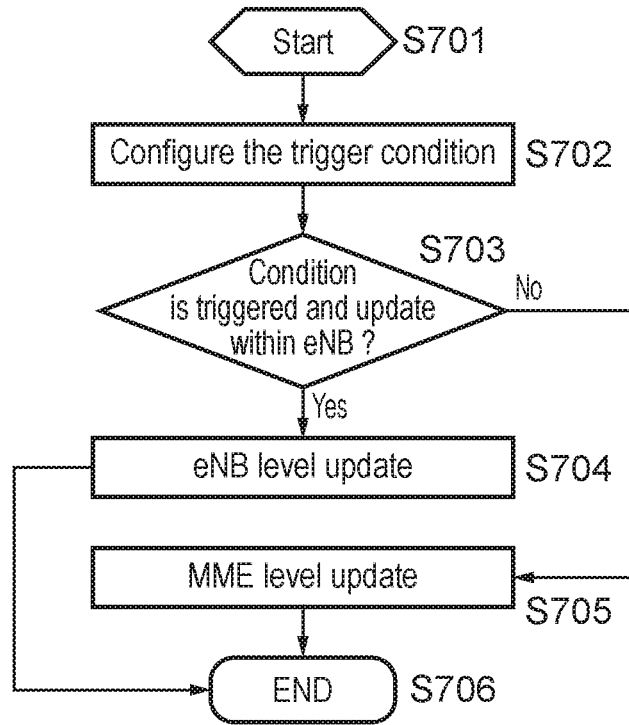 Start S701
Configure the trigger condition S702
S703
Condition
is triggered and update
within eNB ?
No
Yes
eNB level update S704
MME level update
S705
END S706